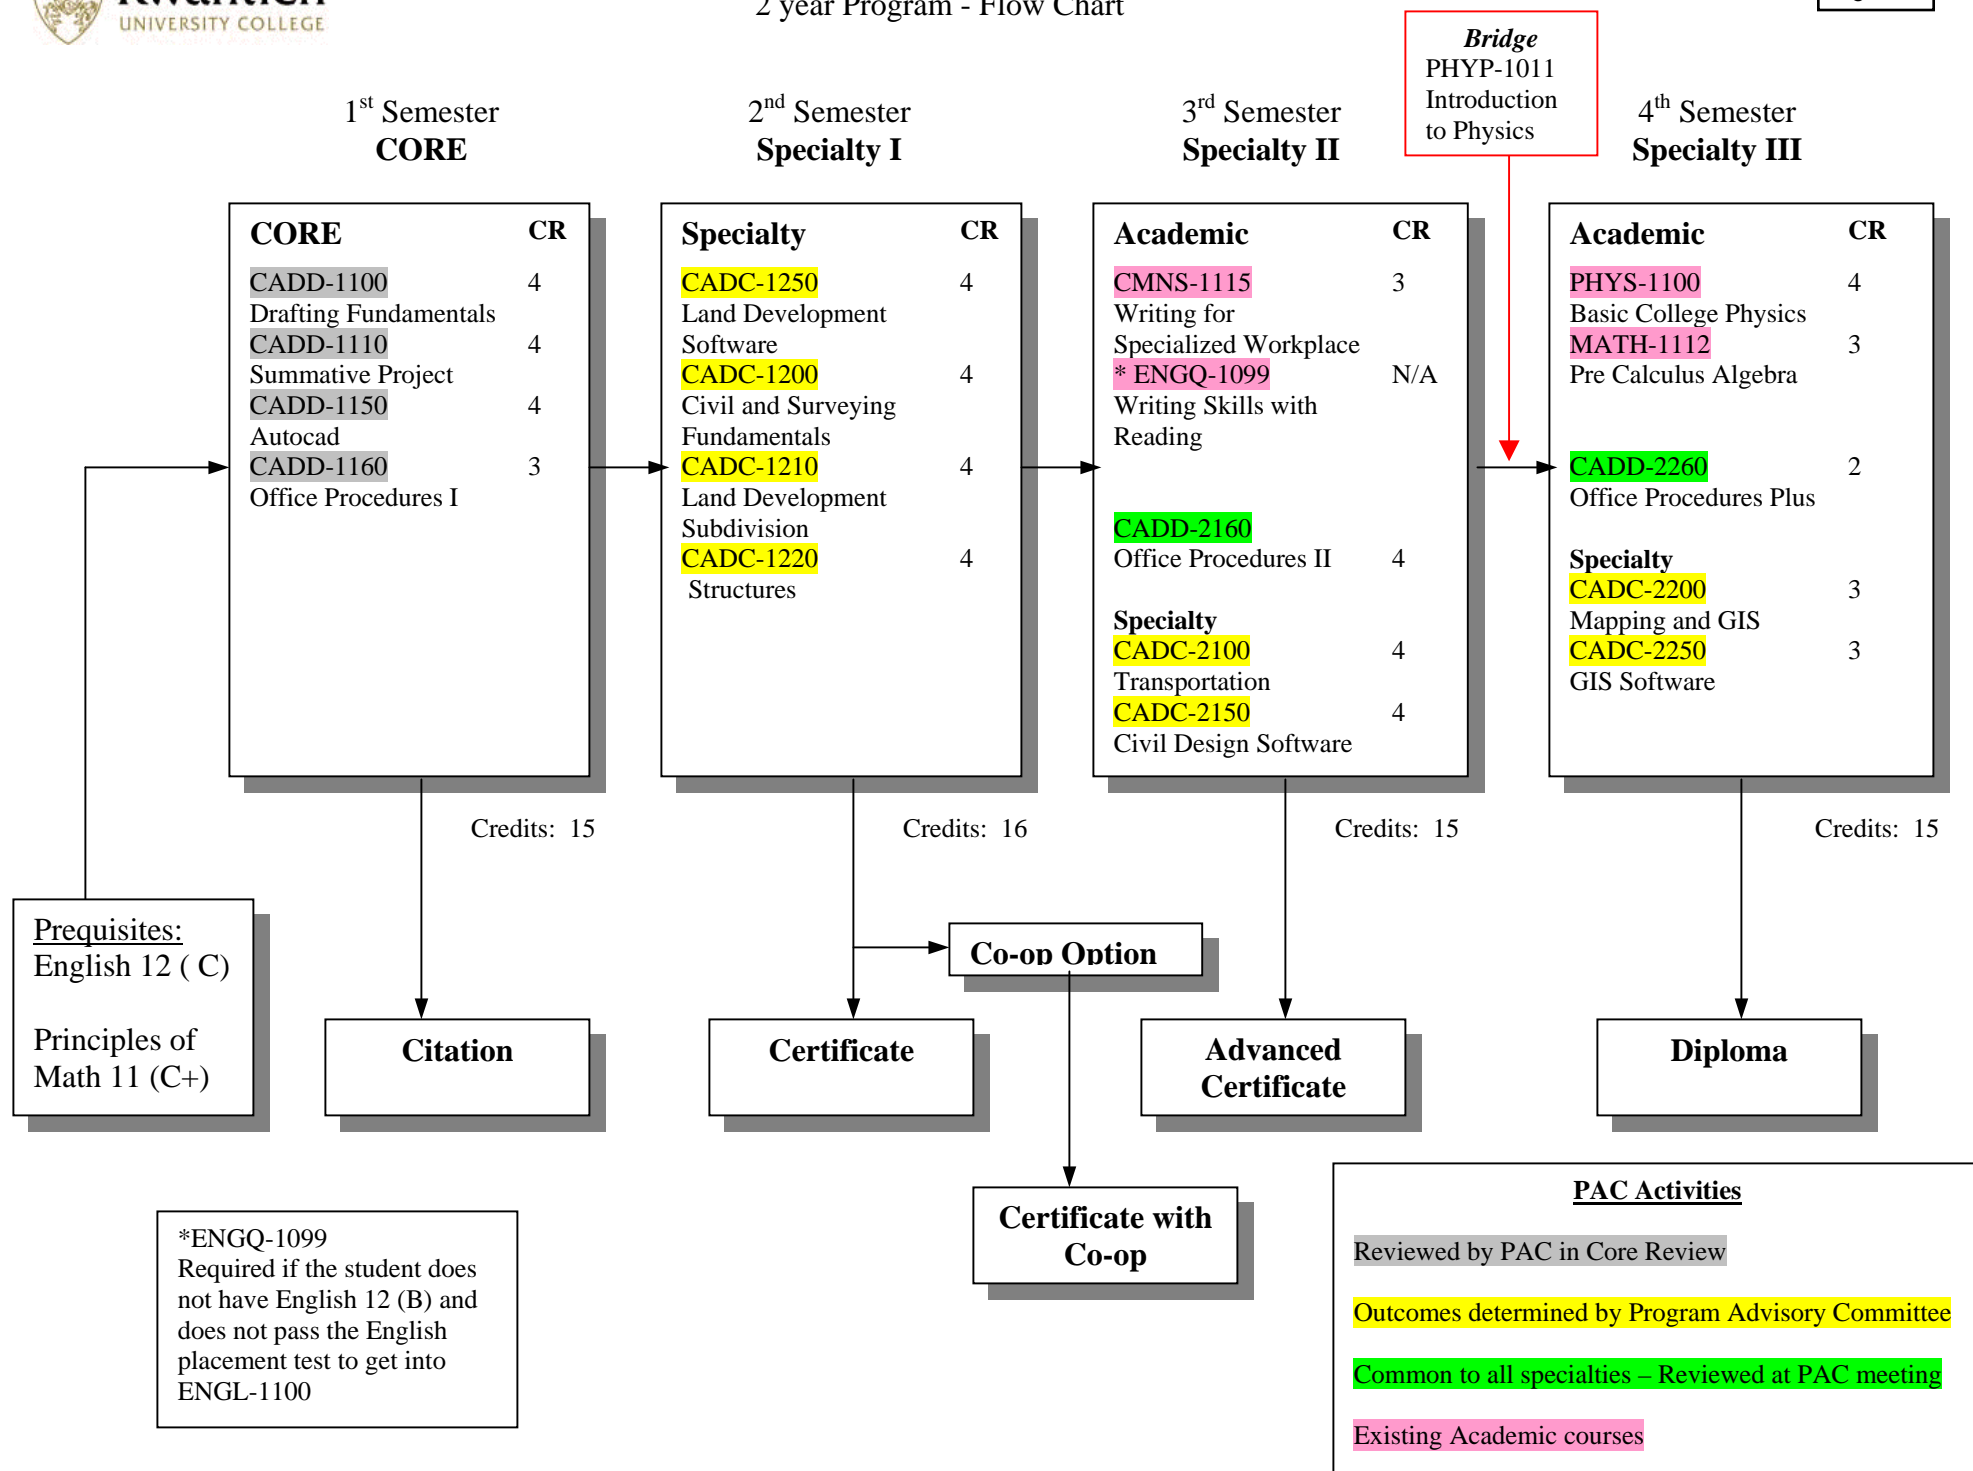 UNIVERSITY COLLEGE
2 year Program - Flow Chart
Bridge
PHYP-1011
Introduction
to Physics
1st Semester
CORE
2nd Semester
Specialty I
3rd Semester
Specialty II
4th Semester
Specialty III
CORE CR
CADD-1100 4
Drafting Fundamentals
CADD-1110 4
Summative Project
CADD-1150 4
Autocad
CADD-1160 3
Office Procedures I
Specialty CR
CADC-1250 4
Land Development
Software
CADC-1200 4
Civil and Surveying
Fundamentals
CADC-1210 4
Land Development
Subdivision
CADC-1220 4
Structures
Academic CR
CMNS-1115 3
Writing for
Specialized Workplace
* ENGQ-1099 N/A
Writing Skills with
Reading
CADD-2160
Office Procedures II 4
Specialty
CADC-2100 4
Transportation
CADC-2150 4
Civil Design Software
Academic CR
PHYS-1100 4
Basic College Physics
MATH-1112 3
Pre Calculus Algebra
CADD-2260 2
Office Procedures Plus
Specialty
CADC-2200 3
Mapping and GIS
CADC-2250 3
GIS Software
Credits: 15
Credits: 16
Credits: 15
Credits: 15
Prequisites:
English 12 ( C)
Principles of
Math 11 (C+)
Co-op Option
Citation
Certificate
Advanced
Certificate
Diploma
Certificate with
Co-op
*ENGQ-1099
Required if the student does
not have English 12 (B) and
does not pass the English
placement test to get into
ENGL-1100
PAC Activities
Reviewed by PAC in Core Review
Outcomes determined by Program Advisory Committee
Common to all specialties – Reviewed at PAC meeting
Existing Academic courses